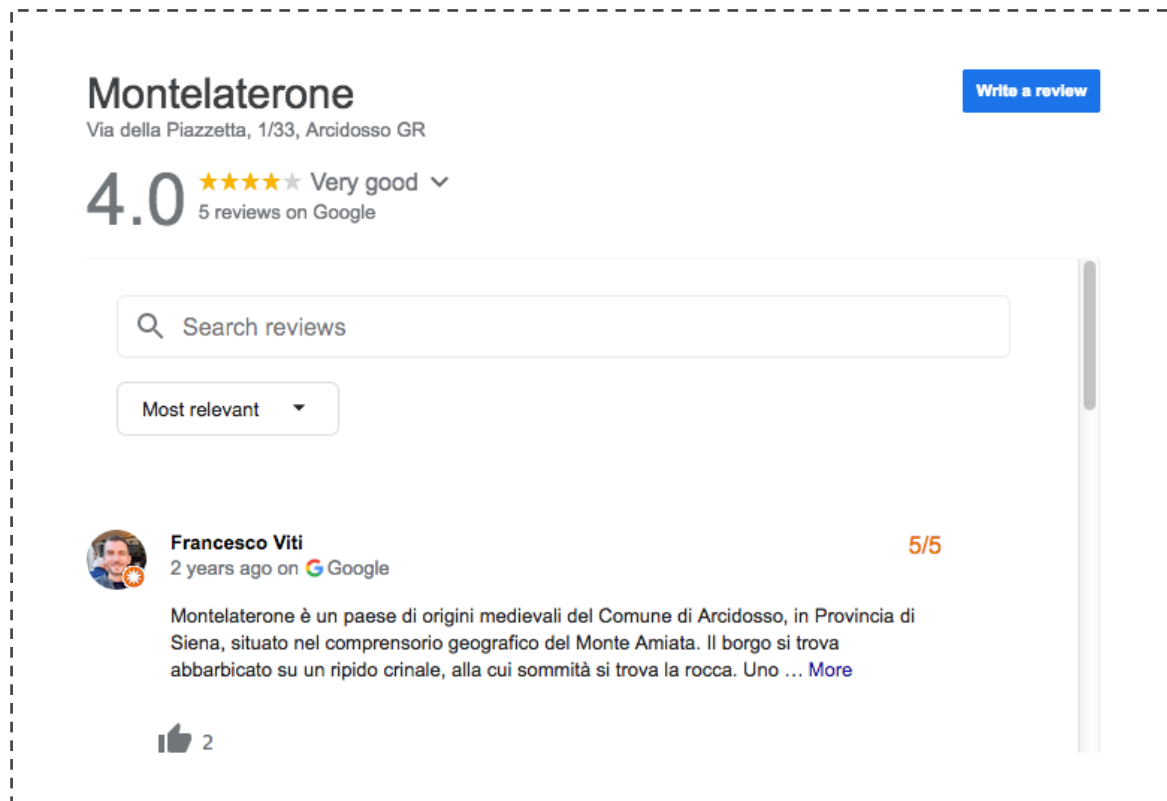 Montelaterone
Write a review
Via della Piazzetta, 1/33, Arcidosso GR
4.0
Very good
5 reviews on Google
Search reviews
Most relevant
Francesco Viti
5/5
2 years ago on Google
Montelaterone è un paese di origini medievali del Comune di Arcidosso, in Provincia di
Siena, situato nel comprensorio geografico del Monte Amiata. Il borgo si trova
abbarbicato su un ripido crinale, alla cui sommità si trova la rocca. Uno … More
2